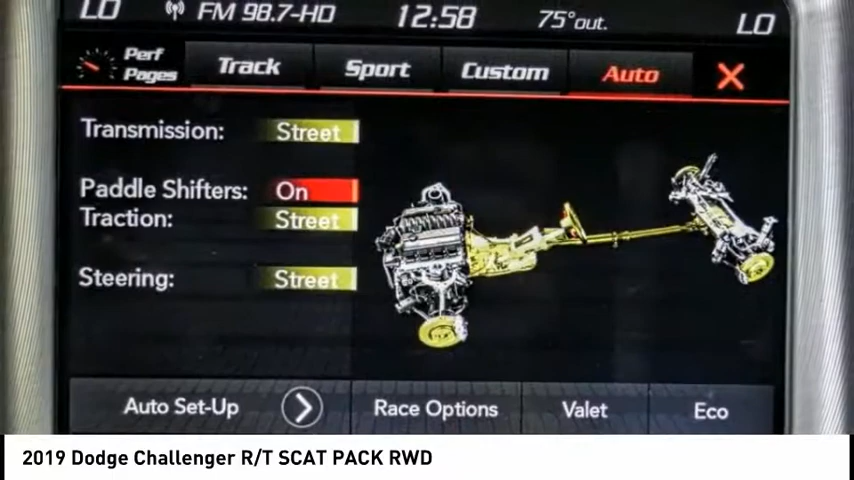 LO FM 98.7-HD 12:58 75°out. LO
Perf Pages Track Sport Custom Auto X
Transmission: Street
Paddle Shifters: On
Traction: Street
Steering: Street
Auto Set-Up Race Options Valet Eco
2019 Dodge Challenger R/T SCAT PACK RWD